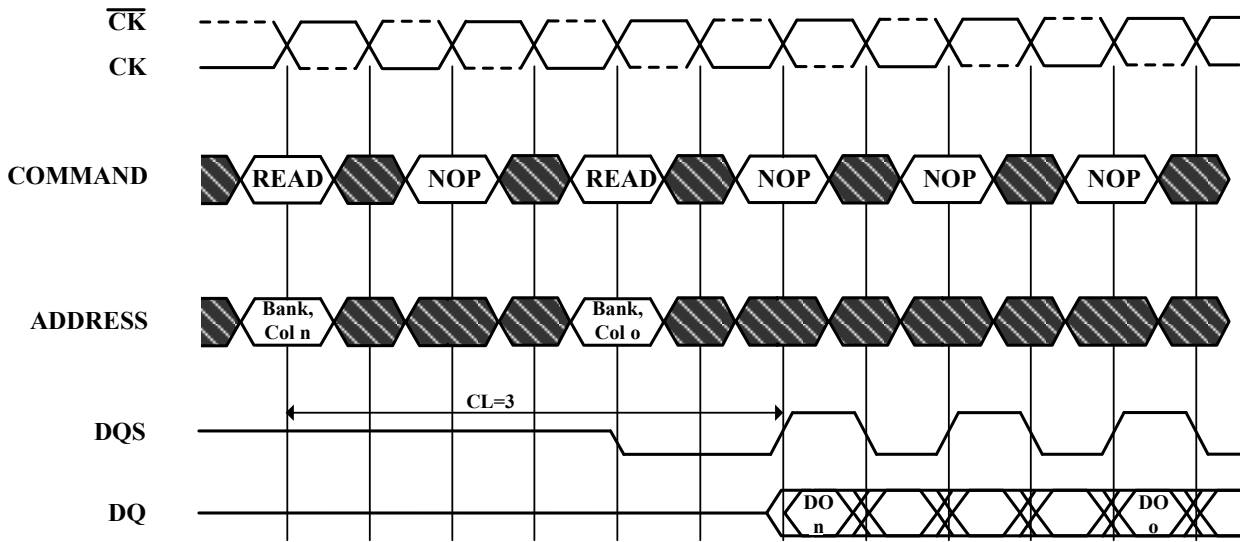 CK
CK
COMMAND
READ
NOP
READ
NOP
NOP
NOP
ADDRESS
Bank,
Col n
Bank,
Col o
CL=3
DQS
DQ
DO
n
DO
o